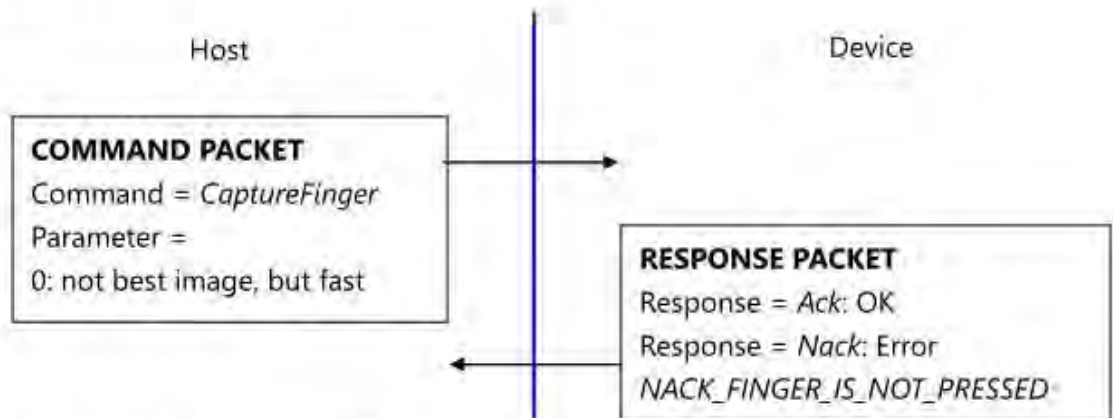 Host
Device
COMMAND PACKET
Command = CaptureFinger
Parameter =
0: not best image, but fast
RESPONSE PACKET
Response = Ack: OK
Response = Nack: Error
NACK_FINGER_IS_NOT_PRESSED